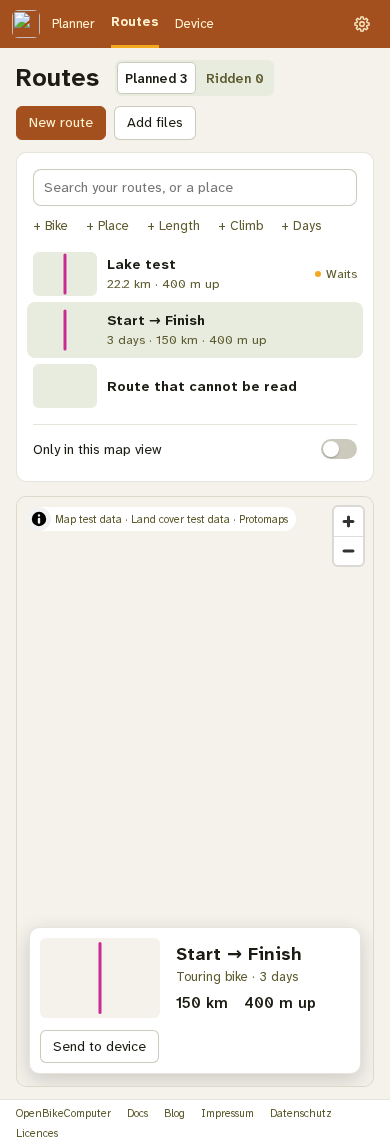 Planner Routes Device
Routes Planned 3 Ridden 0
New route Add files
Search your routes, or a place
+ Bike + Place + Length + Climb + Days
Lake test
22.2 km · 400 m up
Waits
Start → Finish
3 days · 150 km · 400 m up
Route that cannot be read
Only in this map view
Map test data · Land cover test data · Protomaps
Start → Finish
Touring bike · 3 days
150 km 400 m up
Send to device
OpenBikeComputer Docs Blog Impressum Datenschutz
Licences